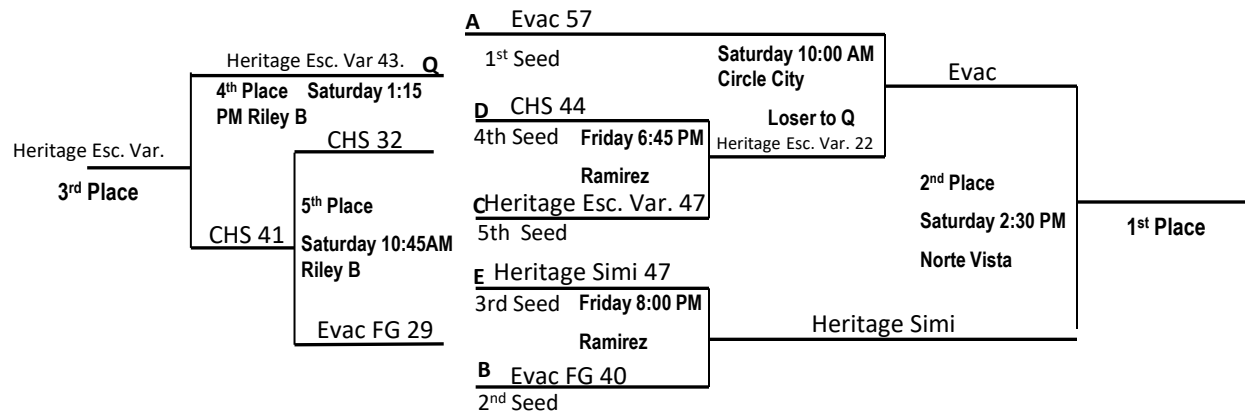 Heritage Esc. Var 43. Q
4th Place Saturday 1:15
PM Riley B
CHS 32
Heritage Esc. Var.
3rd Place
5th Place
CHS 41
Saturday 10:45AM
Riley B
Evac FG 29
A Evac 57
1st Seed
Saturday 10:00 AM
Circle City
Evac
D CHS 44
Loser to Q
4th Seed Friday 6:45 PM
Heritage Esc. Var. 22
Ramirez
2nd Place
C Heritage Esc. Var. 47
Saturday 2:30 PM
1st Place
5th Seed
Norte Vista
E Heritage Simi 47
3rd Seed Friday 8:00 PM
Heritage Simi
Ramirez
B Evac FG 40
2nd Seed